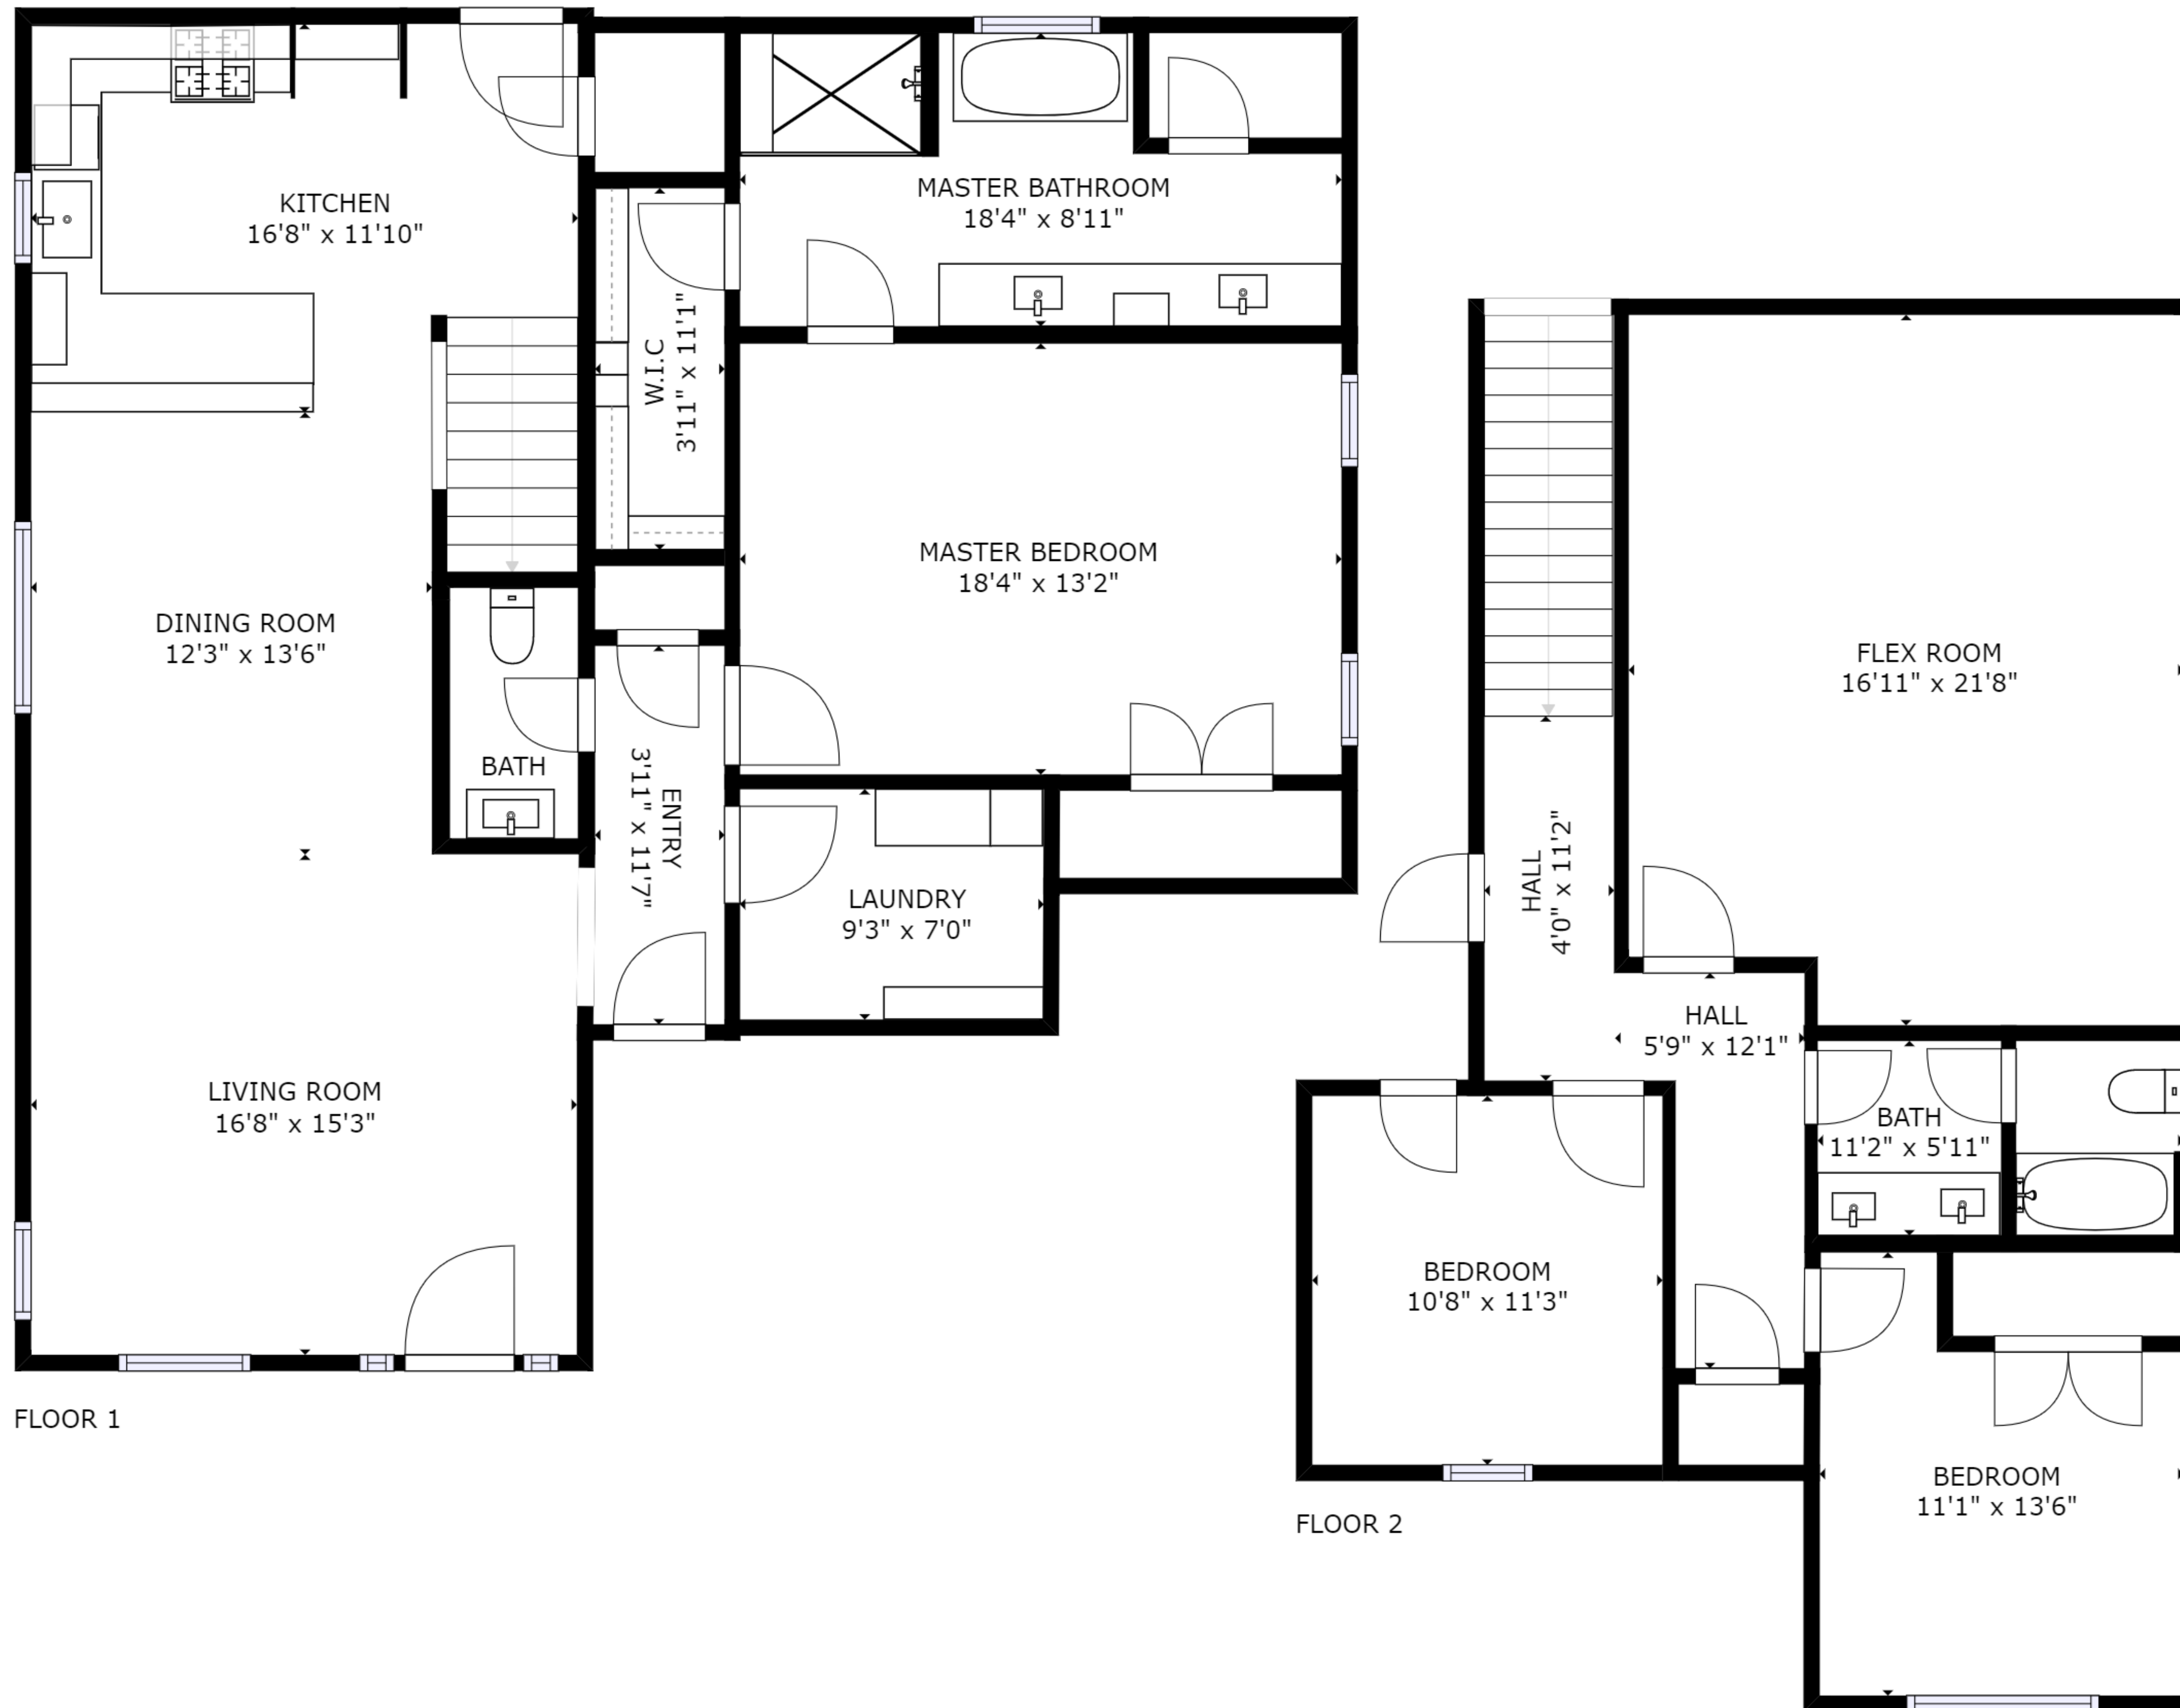 KITCHEN
16'8" x 11'10"
MASTER BATHROOM
18'4" x 8'11"
W.I.C
3'11" x 11'1"
MASTER BEDROOM
18'4" x 13'2"
DINING ROOM
12'3" x 13'6"
BATH
ENTRY
3'11" x 11'7"
LAUNDRY
9'3" x 7'0"
LIVING ROOM
16'8" x 15'3"
FLOOR 1
FLEX ROOM
16'11" x 21'8"
HALL
4'0" x 11'2"
HALL
5'9" x 12'1"
BATH
11'2" x 5'11"
BEDROOM
10'8" x 11'3"
BEDROOM
11'1" x 13'6"
FLOOR 2